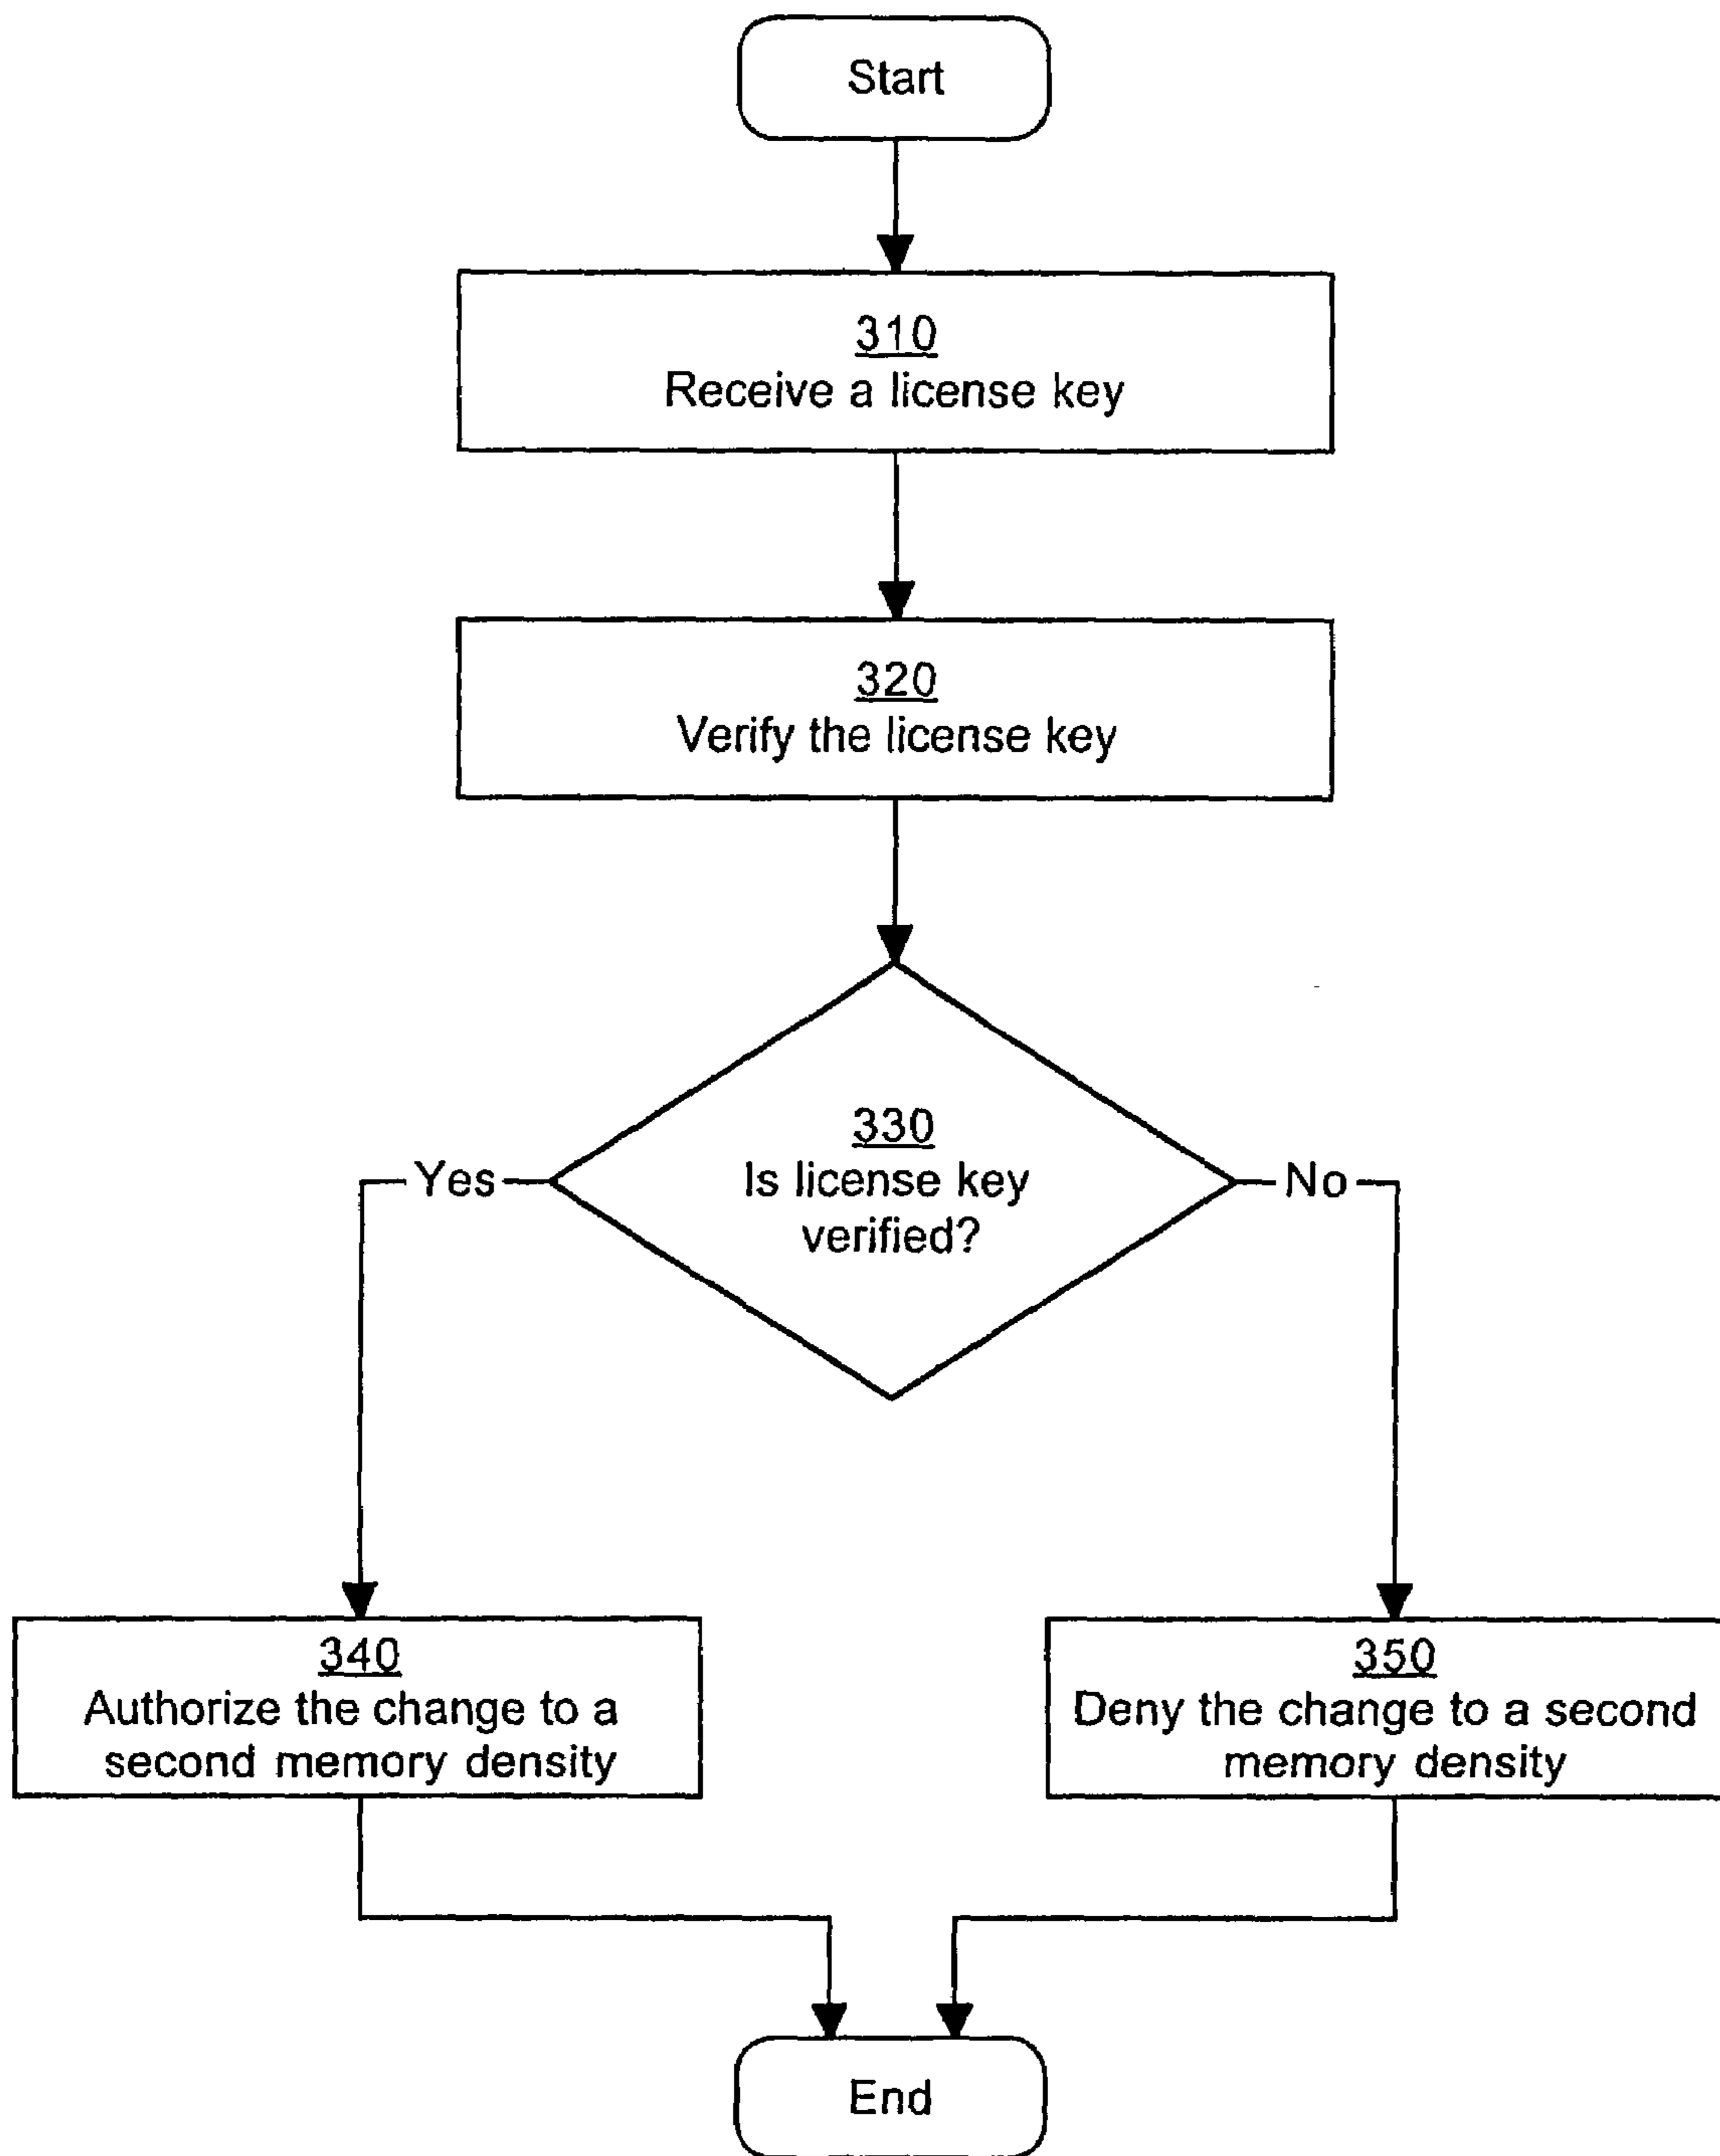 Start
310
Receive a license key
320
Verify the license key
330
Is license key
verified?
Yes
No
340
Authorize the change to a
second memory density
350
Deny the change to a second
memory density
End